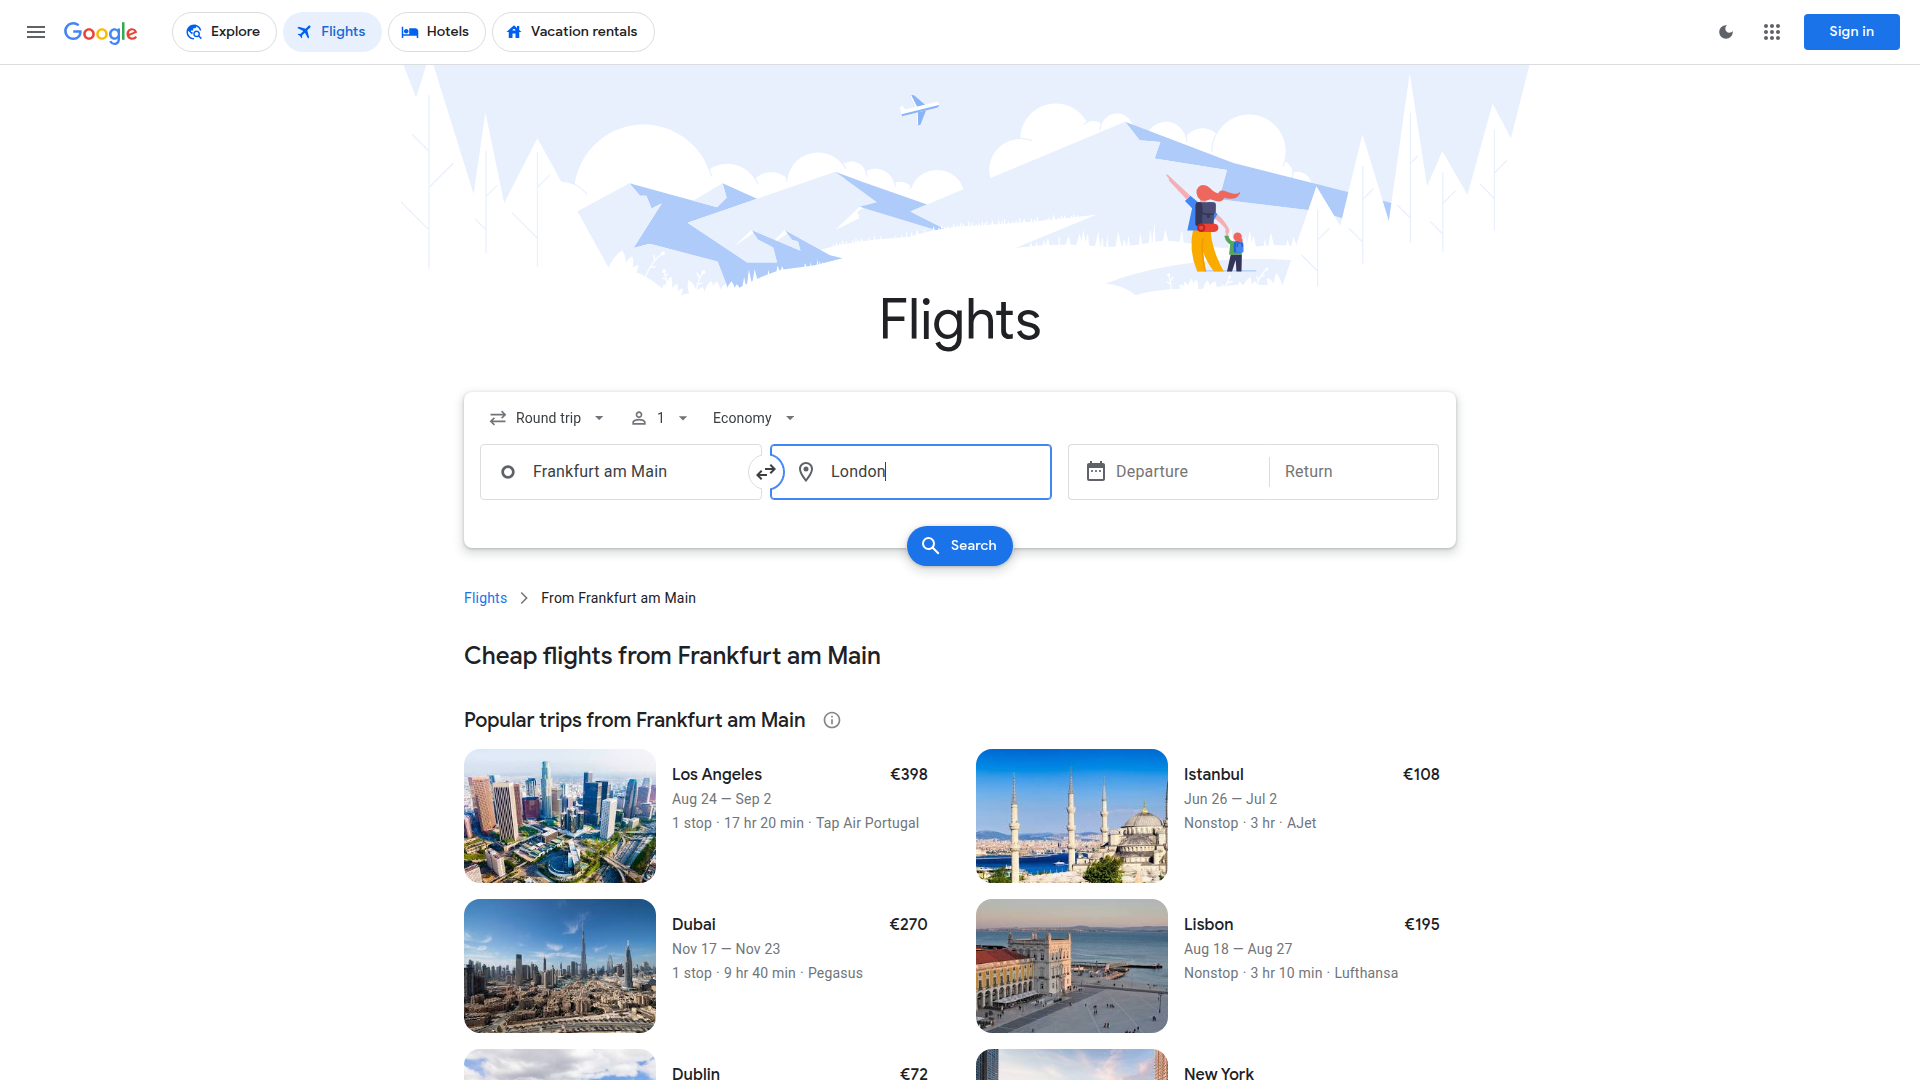 Google
Explore
Flights
Hotels
Vacation rentals
Sign in
Flights
Round trip
1
Economy
Frankfurt am Main
London
Departure
Return
Search
Flights
From Frankfurt am Main
Cheap flights from Frankfurt am Main
Popular trips from Frankfurt am Main
Los Angeles
€398
Aug 24 — Sep 2
1 stop · 17 hr 20 min · Tap Air Portugal
Istanbul
€108
Jun 26 — Jul 2
Nonstop · 3 hr · AJet
Dubai
€270
Nov 17 — Nov 23
1 stop · 9 hr 40 min · Pegasus
Lisbon
€195
Aug 18 — Aug 27
Nonstop · 3 hr 10 min · Lufthansa
Dublin
€72
New York